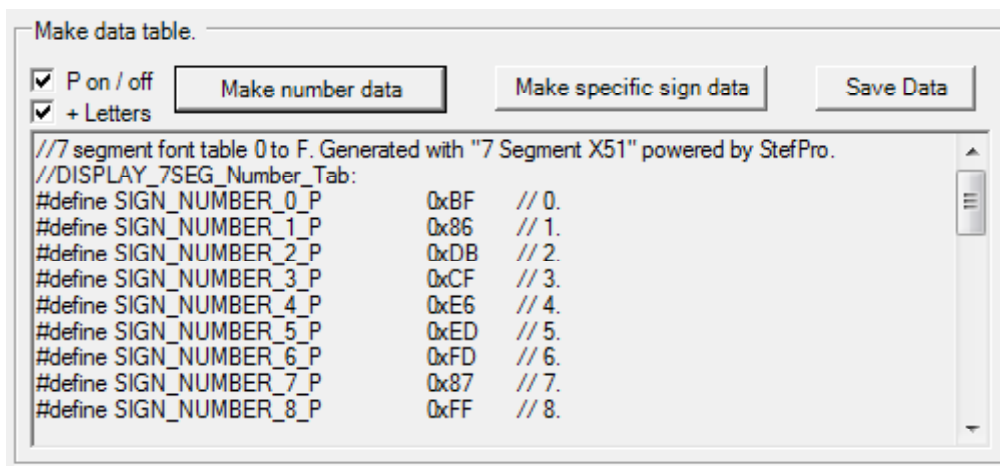 Make data table.
P on / off
Make number data
Make specific sign data
Save Data
+ Letters
//7 segment font table 0 to F. Generated with "7 Segment X51" powered by StefPro.
//DISPLAY_7SEG_Number_Tab:
#define SIGN_NUMBER_0_P 0xBF // 0.
#define SIGN_NUMBER_1_P 0x86 // 1.
#define SIGN_NUMBER_2_P 0xDB // 2.
#define SIGN_NUMBER_3_P 0xCF // 3.
#define SIGN_NUMBER_4_P 0xE6 // 4.
#define SIGN_NUMBER_5_P 0xED // 5.
#define SIGN_NUMBER_6_P 0xFD // 6.
#define SIGN_NUMBER_7_P 0x87 // 7.
#define SIGN_NUMBER_8_P 0xFF // 8.